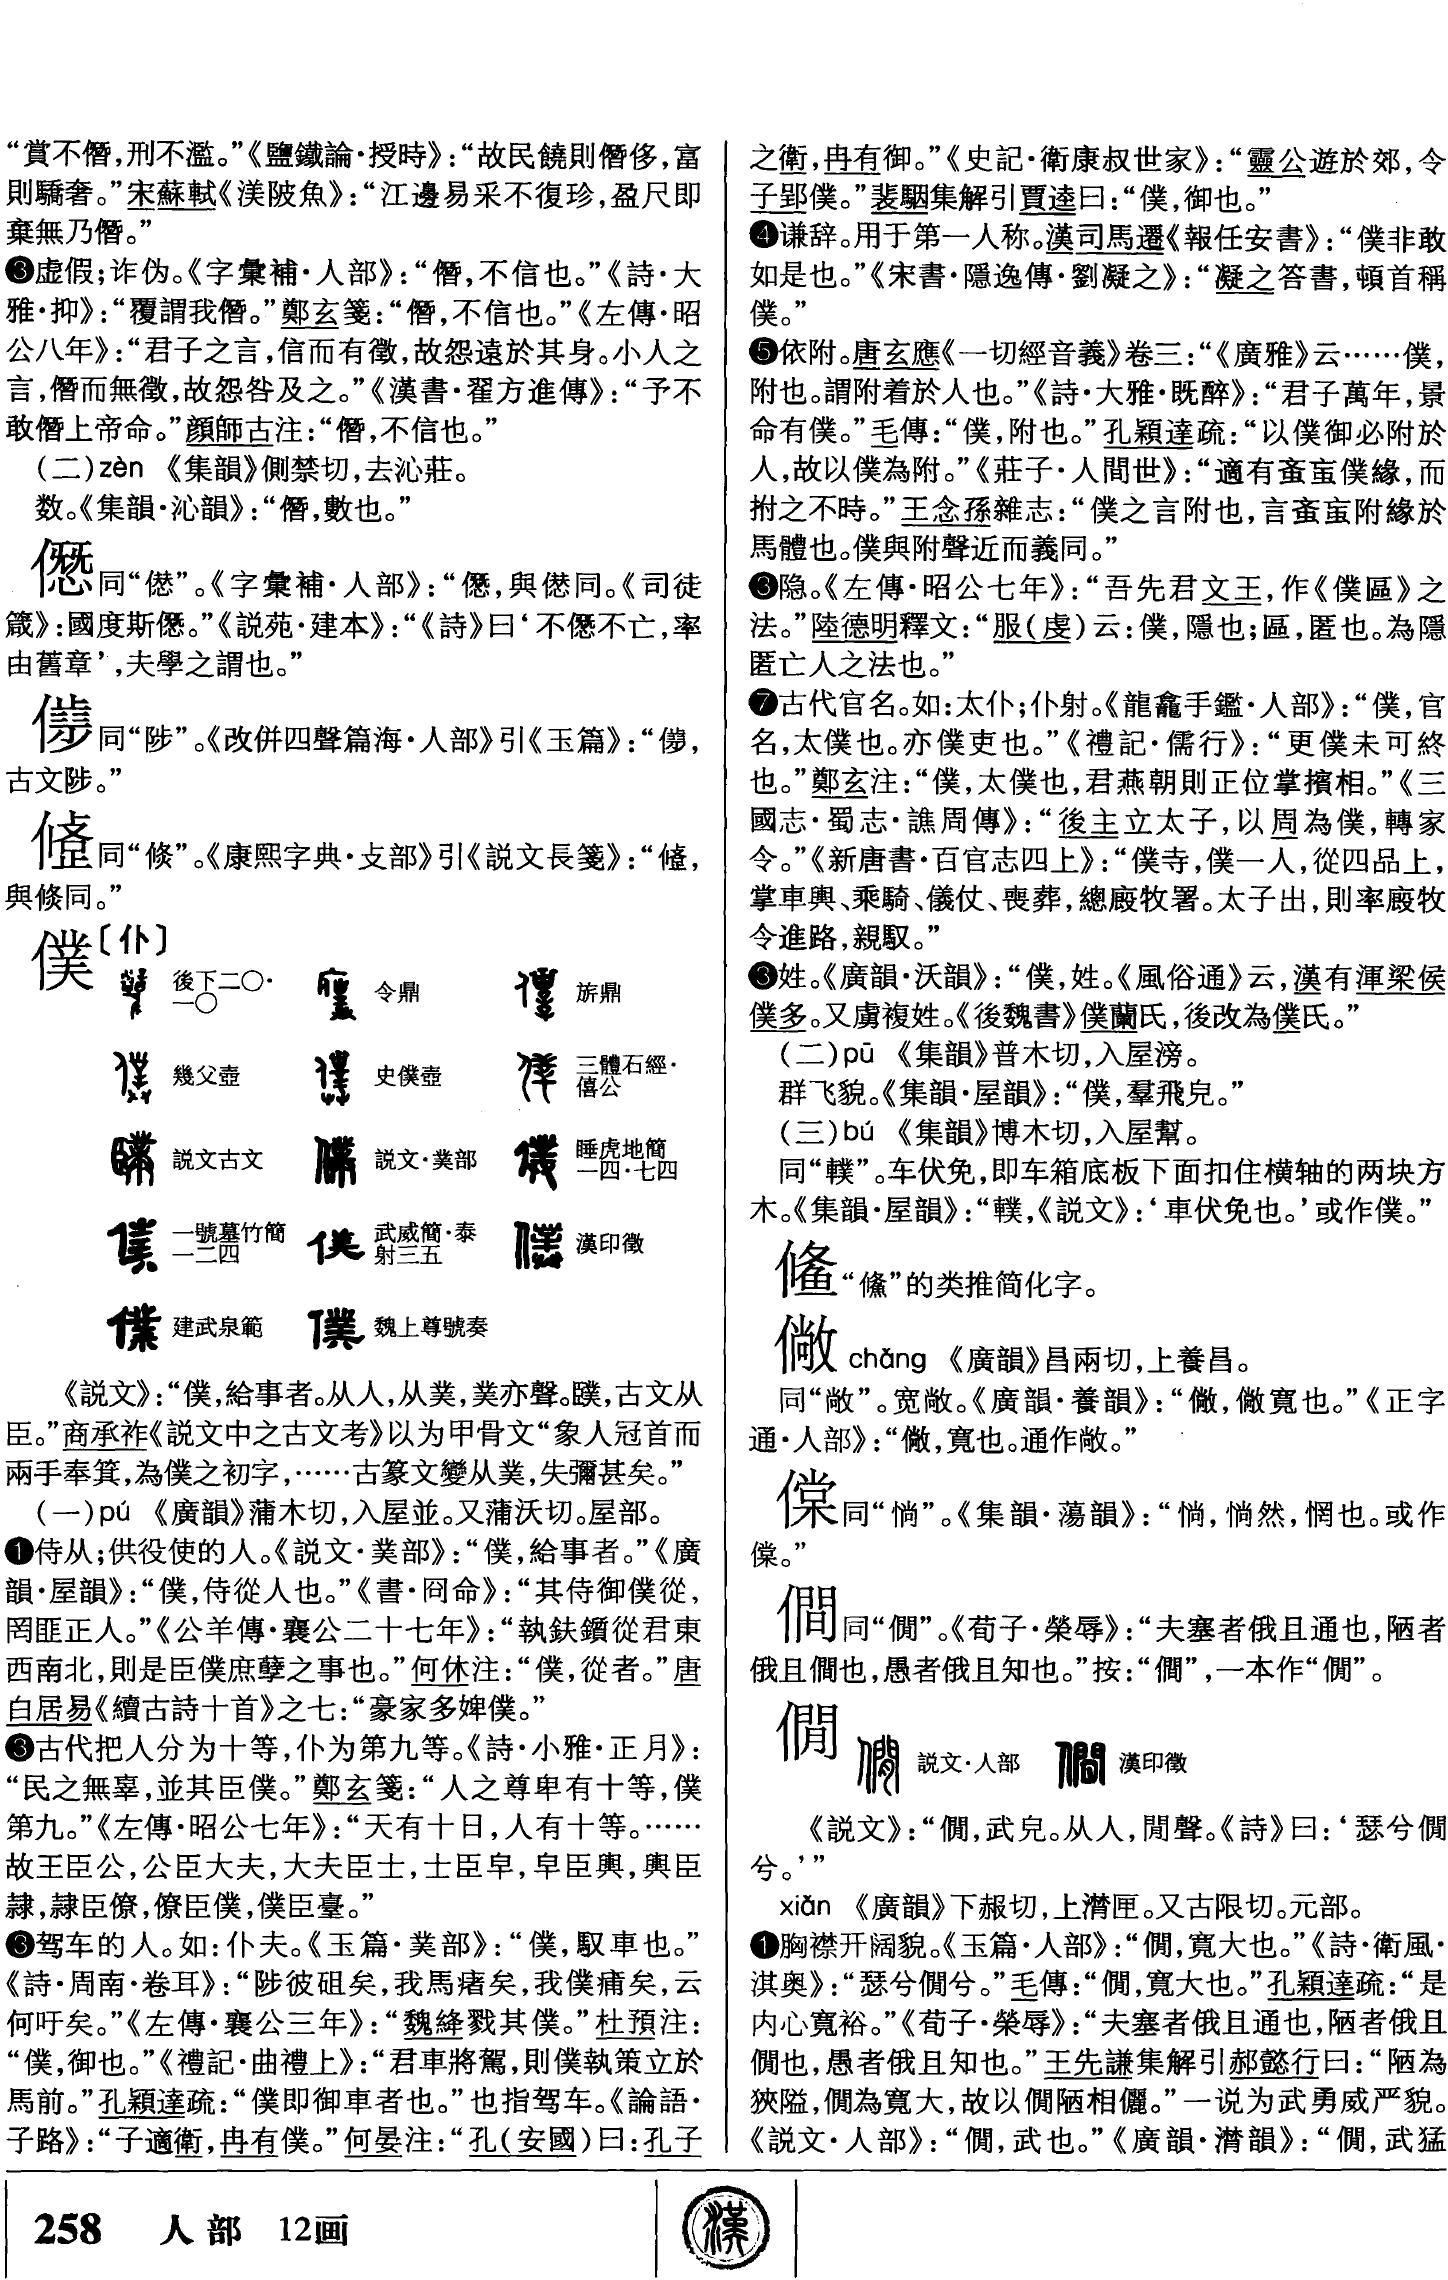 “賞不僭，刑不濫。”《鹽鐵論·授時》：“故民饒則僭侈，富
則驕奢。”宋蘇軾《渼陂魚》：“江邊易采不復珍，盈尺即
棄無乃僭。”
❸虚假；诈伪。《字彙補·人部》：“僭，不信也。”《詩·大
雅·抑》：“覆謂我僭。”鄭玄箋：“僭，不信也。”《左傳·昭
公八年》：“君子之言，信而有徵，故怨遠於其身。小人之
言，僭而無徵，故怨咎及之。”《漢書·翟方進傳》：“予不
敢僭上帝命。”顔師古注：“僭，不信也。”
（二）zèn 《集韻》側禁切，去沁莊。
数。《集韻·沁韻》：“僭，數也。”
同“僁”。《字彙補·人部》：“，與同。《司徒
箴》：國度斯。”《説苑·建本》：“《詩》曰‘不不亡，率
由舊章’，夫學之謂也。”
同“陟”。《改併四聲篇海·人部》引《玉篇》：“，
古文陟。”
同“倐”。《康熙字典·攴部》引《説文長箋》：“，
與倐同。”
僕〔仆〕
後下二〇·一〇 令鼎 旂鼎
幾父壺 史僕壺 三體石經·僖公
説文古文 説文·菐部 睡虎地簡一四·七四
一號墓竹簡一二四 武威簡·泰射三五 漢印徵
建武泉範 魏上尊號奏
《説文》：“僕，給事者。从人，从菐，菐亦聲。䑑，古文从
臣。”商承祚《説文中之古文考》以为甲骨文“象人冠首而
兩手奉箕，為僕之初字，……古篆文變从菐，失彌甚矣。”
（一）pú 《廣韻》蒲木切，入屋並。又蒲沃切。屋部。
❶侍从；供役使的人。《説文·菐部》：“僕，給事者。”《廣
韻·屋韻》：“僕，侍從人也。”《書·冏命》：“其侍御僕從，
罔匪正人。”《公羊傳·襄公二十七年》：“執鈇鑕從君東
西南北，則是臣僕庶孽之事也。”何休注：“僕，從者。”唐
白居易《續古詩十首》之七：“豪家多婢僕。”
❸古代把人分为十等，仆为第九等。《詩·小雅·正月》：
“民之無辜，並其臣僕。”鄭玄箋：“人之尊卑有十等，僕
第九。”《左傳·昭公七年》：“天有十日，人有十等。……
故王臣公，公臣大夫，大夫臣士，士臣皁，皁臣輿，輿臣
隸，隸臣僚，僚臣僕，僕臣臺。”
❸驾车的人。如：仆夫。《玉篇·菐部》：“僕，馭車也。”
《詩·周南·卷耳》：“陟彼砠矣，我馬瘏矣，我僕痡矣，云
何吁矣。”《左傳·襄公三年》：“魏絳戮其僕。”杜預注：
“僕，御也。”《禮記·曲禮上》：“君車將駕，則僕執策立於
馬前。”孔穎達疏：“僕即御車者也。”也指驾车。《論語·
子路》：“子適衛，冉有僕。”何晏注：“孔（安國）曰：孔子
之衛，冉有御。”《史記·衛康叔世家》：“靈公遊於郊，令
子郢僕。”裴駰集解引賈逵曰：“僕，御也。”
❹谦辞。用于第一人称。漢司馬遷《報任安書》：“僕非敢
如是也。”《宋書·隱逸傳·劉凝之》：“凝之答書，頓首稱
僕。”
❺依附。唐玄應《一切經音義》卷三：“《廣雅》云……僕，
附也。謂附着於人也。”《詩·大雅·既醉》：“君子萬年，景
命有僕。”毛傳：“僕，附也。”孔穎達疏：“以僕御必附於
人，故以僕為附。”《莊子·人間世》：“適有蚉䖟僕緣，而
拊之不時。”王念孫雜志：“僕之言附也，言蚉䖟附緣於
馬體也。僕與附聲近而義同。”
❸隐。《左傳·昭公七年》：“吾先君文王，作《僕區》之
法。”陸德明釋文：“服（虔）云：僕，隱也；區，匿也。為隱
匿亡人之法也。”
❼古代官名。如：太仆；仆射。《龍龕手鑑·人部》：“僕，官
名，太僕也。亦僕吏也。”《禮記·儒行》：“更僕未可終
也。”鄭玄注：“僕，太僕也，君燕朝則正位掌擯相。”《三
國志·蜀志·譙周傳》：“後主立太子，以周為僕，轉家
令。”《新唐書·百官志四上》：“僕寺，僕一人，從四品上，
掌車輿、乘騎、儀仗、喪葬，總廄牧署。太子出，則率廄牧
令進路，親馭。”
❸姓。《廣韻·沃韻》：“僕，姓。《風俗通》云，漢有渾梁侯
僕多。又虜複姓。《後魏書》僕蘭氏，後改為僕氏。”
（二）pū 《集韻》普木切，入屋滂。
群飞貌。《集韻·屋韻》：“僕，羣飛皃。”
（三）bú 《集韻》博木切，入屋幫。
同“轐”。车伏兔，即车箱底板下面扣住横轴的两块方
木。《集韻·屋韻》：“轐，《説文》：‘車伏兔也。’或作僕。”
“”的类推简化字。
僘 chǎng 《廣韻》昌兩切，上養昌。
同“敞”。宽敞。《廣韻·養韻》：“僘，僘寬也。”《正字
通·人部》：“僘，寬也。通作敞。”
同“惝”。《集韻·蕩韻》：“惝，惝然，惘也。或作
。”
僩同“僴”。《荀子·榮辱》：“夫塞者俄且通也，陋者
俄且僩也，愚者俄且知也。”按：“僩”，一本作“僴”。
僴 説文·人部 漢印徵
《説文》：“僴，武皃。从人，閒聲。《詩》曰：‘瑟兮僴
兮。’”
xiǎn 《廣韻》下赧切，上潸匣。又古限切。元部。
❶胸襟开阔貌。《玉篇·人部》：“僴，寬大也。”《詩·衛風·
淇奥》：“瑟兮僴兮。”毛傳：“僴，寬大也。”孔穎達疏：“是
内心寬裕。”《荀子·榮辱》：“夫塞者俄且通也，陋者俄且
僴也，愚者俄且知也。”王先謙集解引郝懿行曰：“陋為
狹隘，僴為寬大，故以僴陋相儷。”一说为武勇威严貌。
《説文·人部》：“僴，武也。”《廣韻·潸韻》：“僴，武猛
258 人部 12画
漢